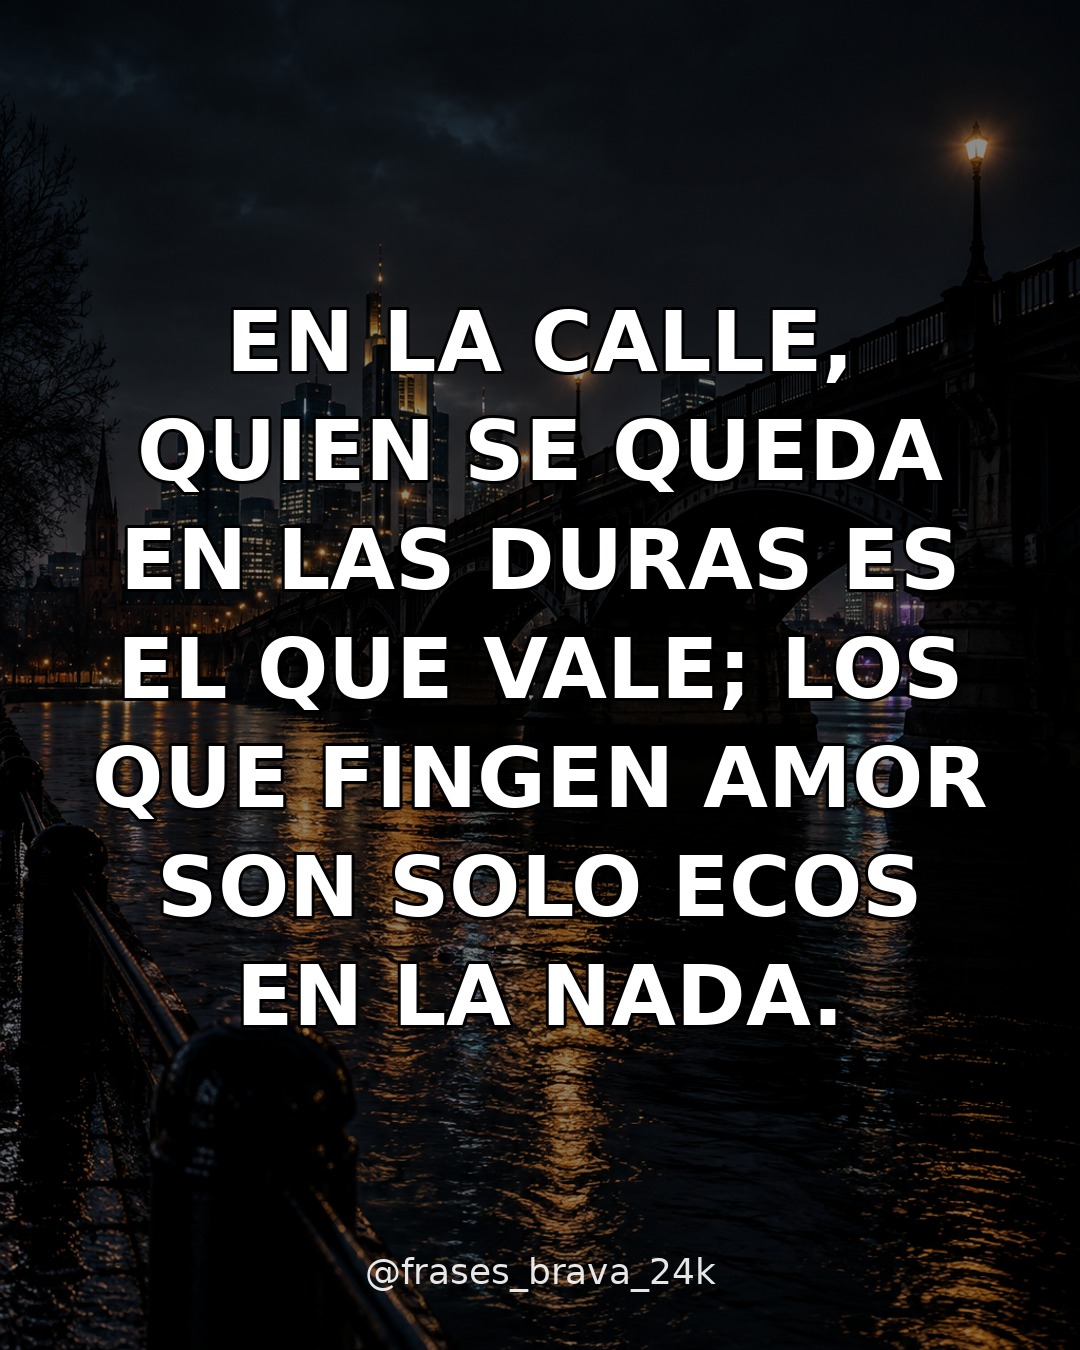 EN LA CALLE,
QUIEN SE QUEDA
EN LAS DURAS ES
EL QUE VALE; LOS
QUE FINGEN AMOR
SON SOLO ECOS
EN LA NADA.
@frases_brava_24k